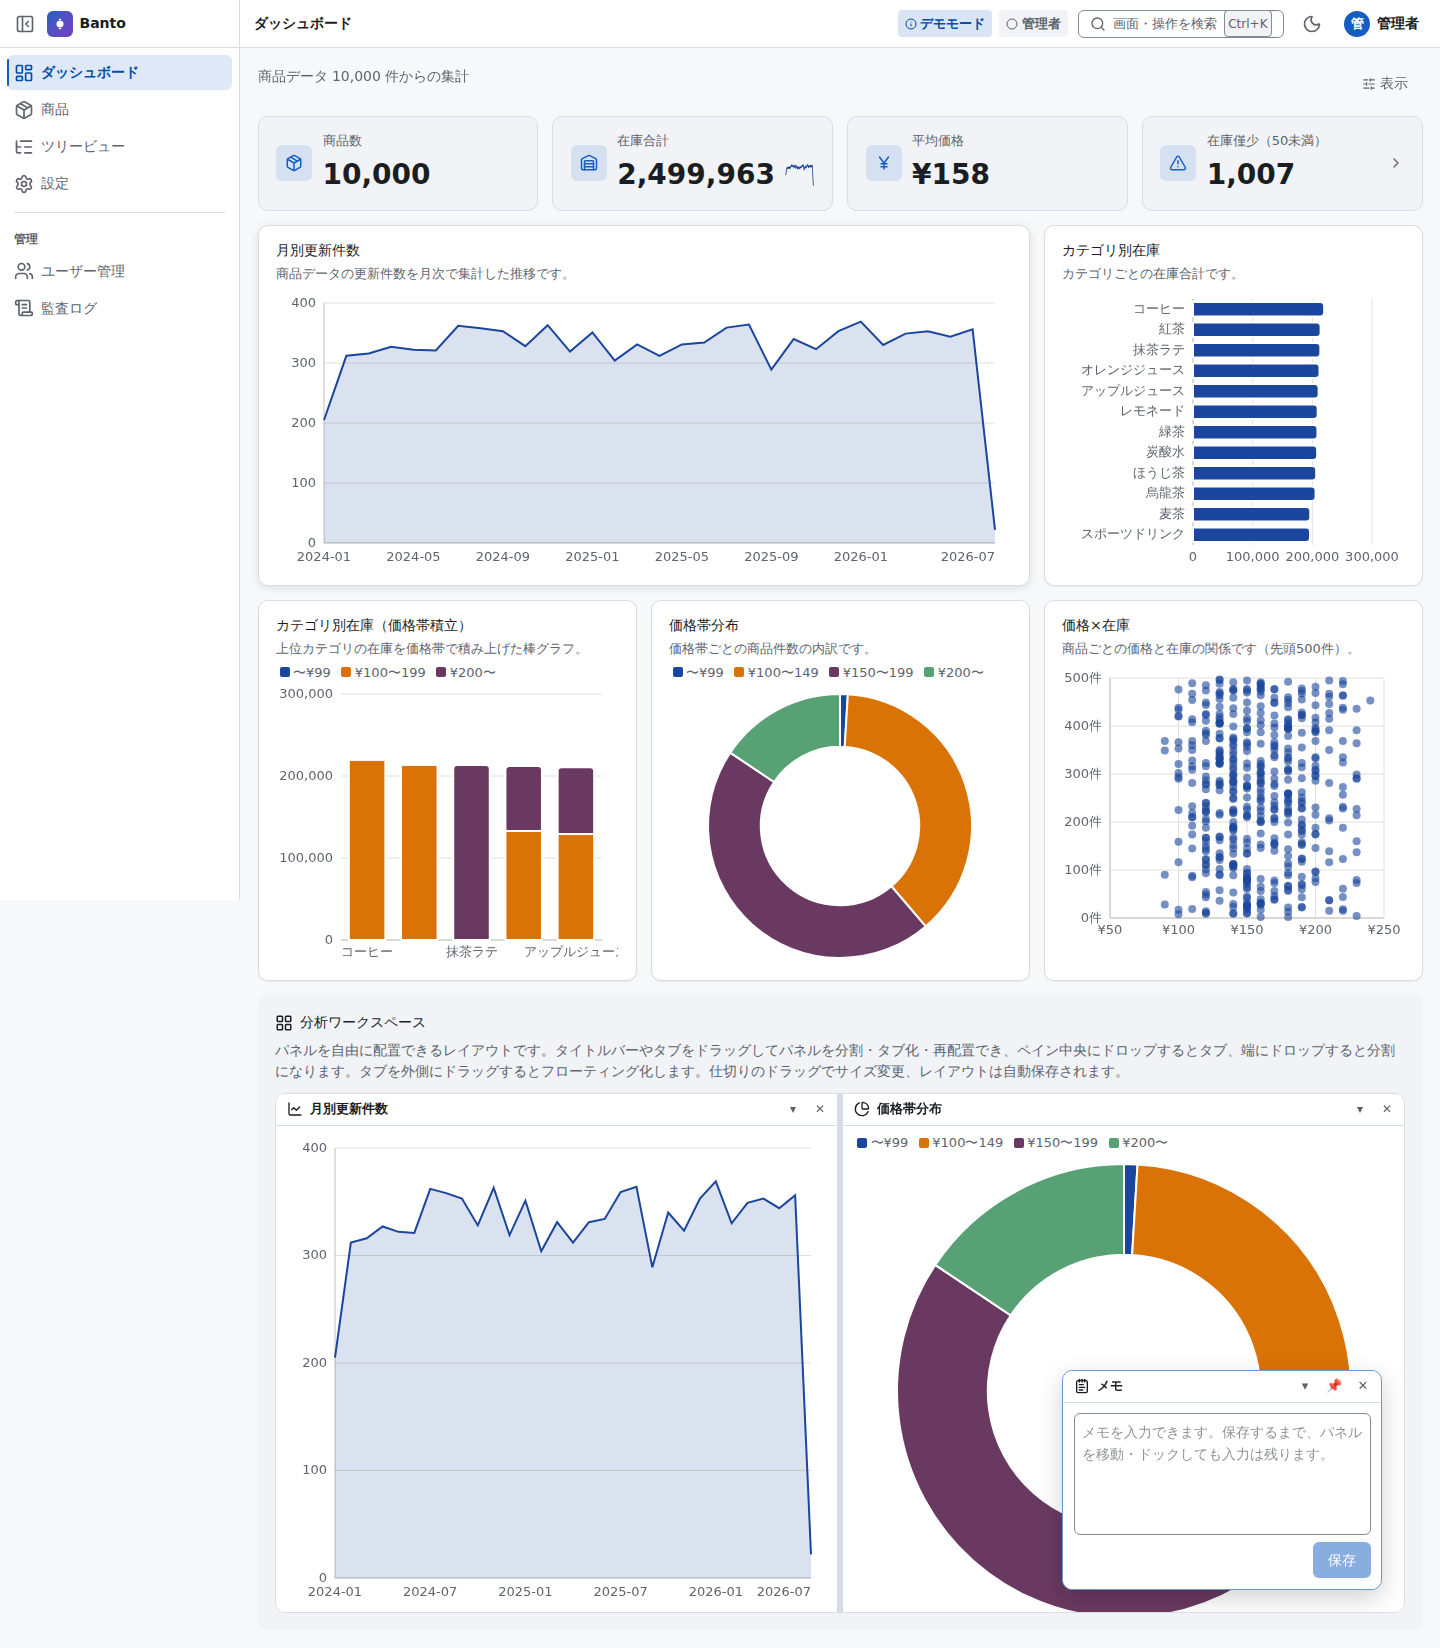 Banto
ダッシュボード
デモモード
管理者
画面・操作を検索
Ctrl+K
管
管理者
ダッシュボード
商品
ツリービュー
設定
管理
ユーザー管理
監査ログ
商品データ 10,000 件からの集計
表示
商品数
10,000
在庫合計
2,499,963
平均価格
¥158
在庫僅少（50未満）
1,007
月別更新件数
商品データの更新件数を月次で集計した推移です。
400
300
200
100
0
2024-01
2024-05
2024-09
2025-01
2025-05
2025-09
2026-01
2026-07
カテゴリ別在庫
カテゴリごとの在庫合計です。
コーヒー
紅茶
抹茶ラテ
オレンジジュース
アップルジュース
レモネード
緑茶
炭酸水
ほうじ茶
烏龍茶
麦茶
スポーツドリンク
0
100,000
200,000
300,000
カテゴリ別在庫（価格帯積立）
上位カテゴリの在庫を価格帯で積み上げた棒グラフ。
〜¥99
¥100〜199
¥200〜
300,000
200,000
100,000
0
コーヒー
抹茶ラテ
アップルジュー
価格帯分布
価格帯ごとの商品件数の内訳です。
〜¥99
¥100〜149
¥150〜199
¥200〜
価格×在庫
商品ごとの価格と在庫の関係です（先頭500件）。
500件
400件
300件
200件
100件
0件
¥50
¥100
¥150
¥200
¥250
分析ワークスペース
パネルを自由に配置できるレイアウトです。タイトルバーやタブをドラッグしてパネルを分割・タブ化・再配置でき、ペイン中央にドロップするとタブ、端にドロップすると分割
になります。タブを外側にドラッグするとフローティング化します。仕切りのドラッグでサイズ変更、レイアウトは自動保存されます。
月別更新件数
400
300
200
100
0
2024-01
2024-07
2025-01
2025-07
2026-01
2026-07
価格帯分布
〜¥99
¥100〜149
¥150〜199
¥200〜
メモ
メモを入力できます。保存するまで、パネル
を移動・ドックしても入力は残ります。
保存